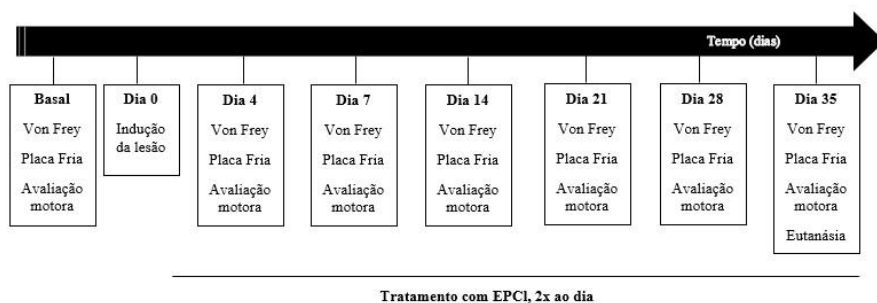 Tempo (dias)
Basal
Von Frey
Placa Fria
Avaliação
motora
Dia 0
Indução
da lesão
Dia 4
Von Frey
Placa Fria
Avaliação
motora
Dia 7
Von Frey
Placa Fria
Avaliação
motora
Dia 14
Von Frey
Placa Fria
Avaliação
motora
Dia 21
Von Frey
Placa Fria
Avaliação
motora
Dia 28
Von Frey
Placa Fria
Avaliação
motora
Dia 35
Von Frey
Placa Fria
Avaliação
motora
Eutanásia
Tratamento com EPCl, 2x ao dia